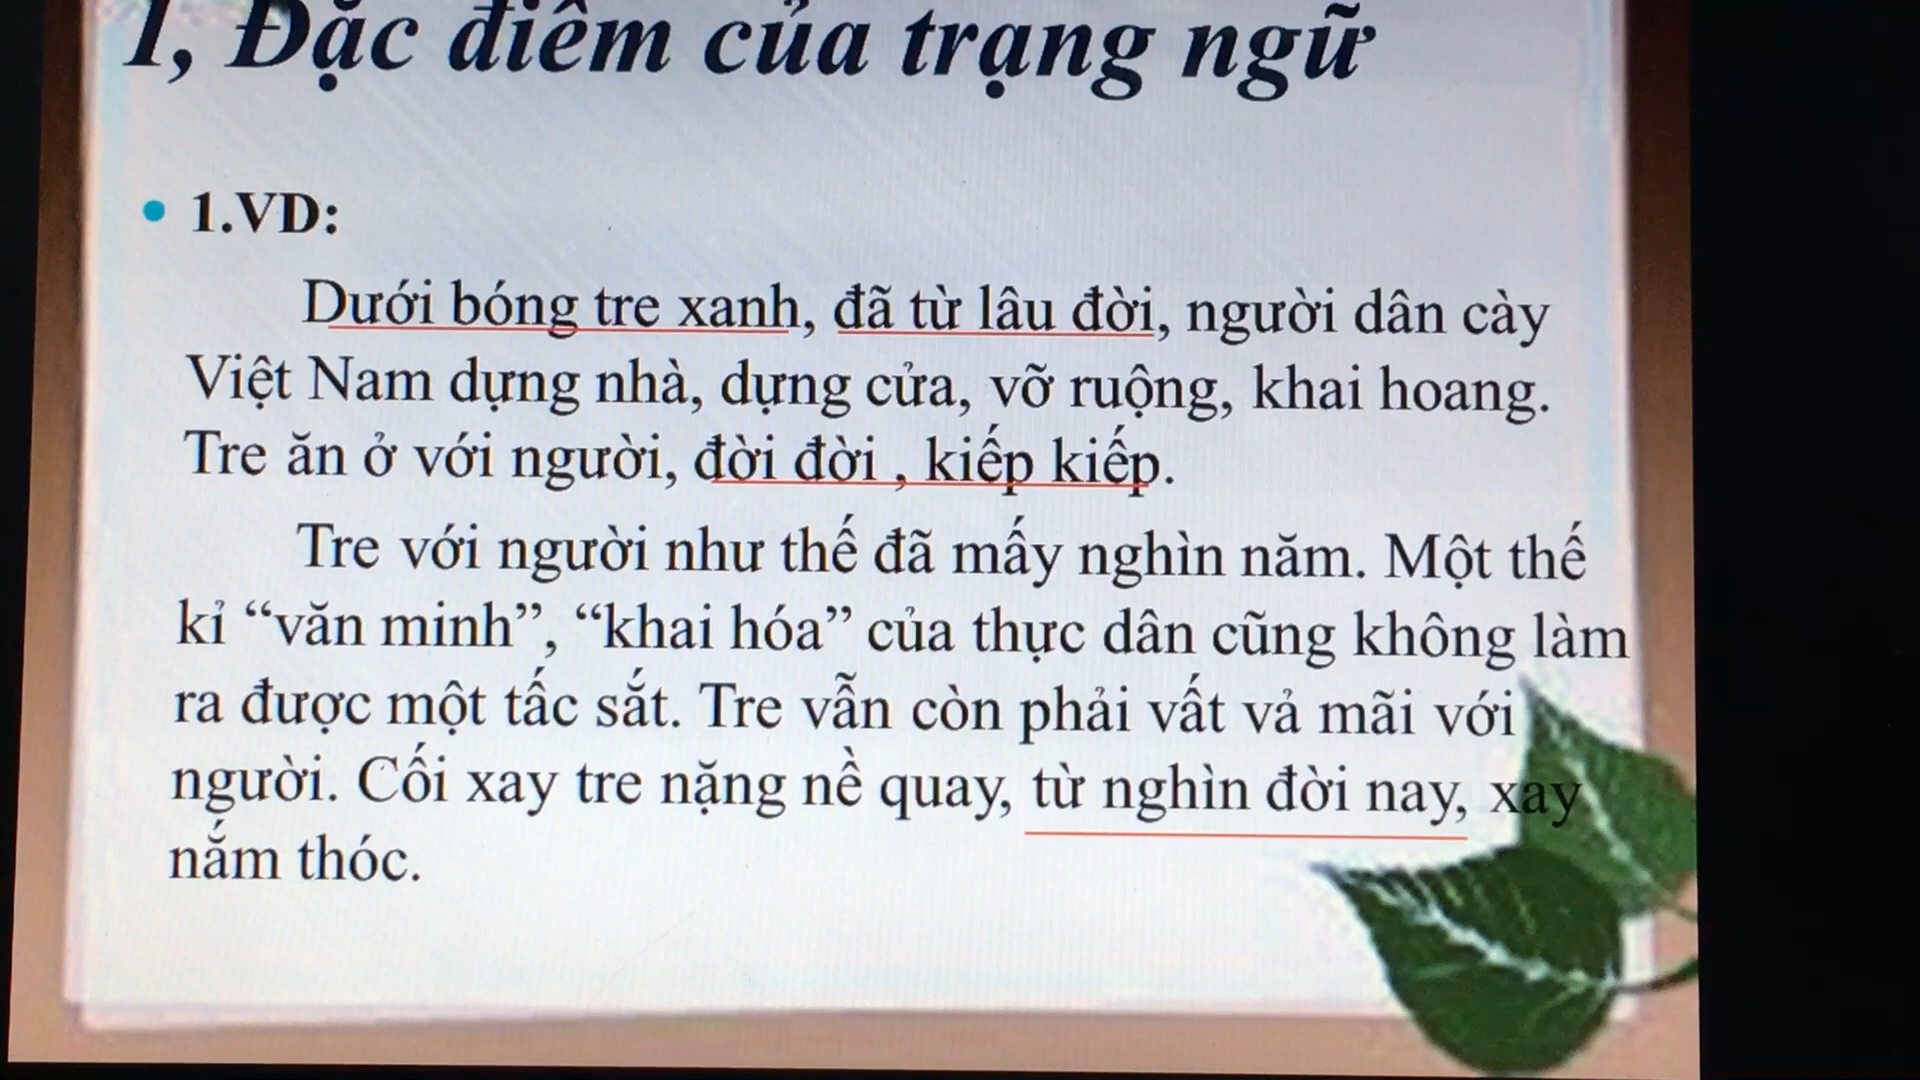 1, Đặc điểm của trạng ngữ
• 1.VD:
Dưới bóng tre xanh, đã từ lâu đời, người dân cày
Việt Nam dựng nhà, dựng cửa, vỡ ruộng, khai hoang.
Tre ăn ở với người, đời đời , kiếp kiếp.
Tre với người như thế đã mấy nghìn năm. Một thế
kỉ “văn minh”, “khai hóa” của thực dân cũng không làm
ra được một tấc sắt. Tre vẫn còn phải vất vả mãi với
người. Cối xay tre nặng nề quay, từ nghìn đời nay, xay
nắm thóc.